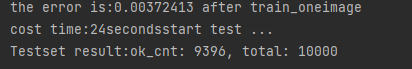 the error is:0.00372413 after train_oneimage
cost time:24secondsstart test ...
Testset result:ok_cnt: 9396, total: 10000